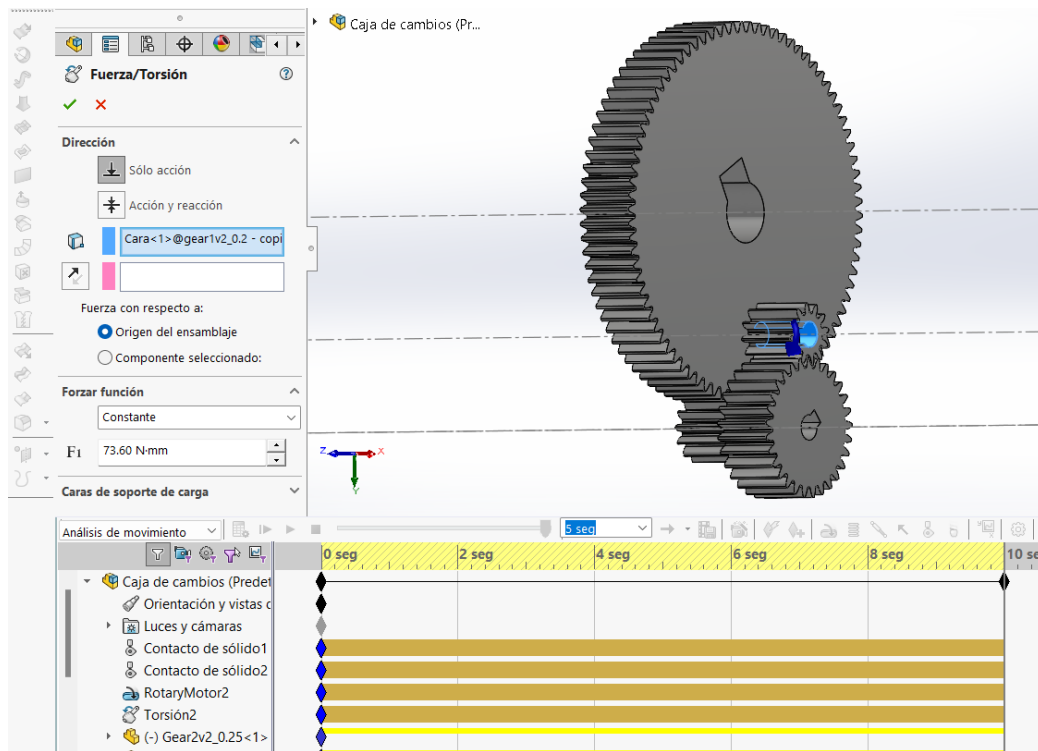 Caja de cambios (Pr...
Fuerza/Torsión
Dirección
Sólo acción
Acción y reacción
Cara<1>@gear1v2_0.2 - copi
Fuerza con respecto a:
Origen del ensamblaje
Componente seleccionado:
Forzar función
Constante
F1 73.60 N·mm
Caras de soporte de carga
Z X
Y
Análisis de movimiento 5 seg
0 seg 2 seg 4 seg 6 seg 8 seg 10 se
Caja de cambios (Predet
Orientación y vistas d
Luces y cámaras
Contacto de sólido1
Contacto de sólido2
RotaryMotor2
Torsión2
(-) Gear2v2_0.25<1>